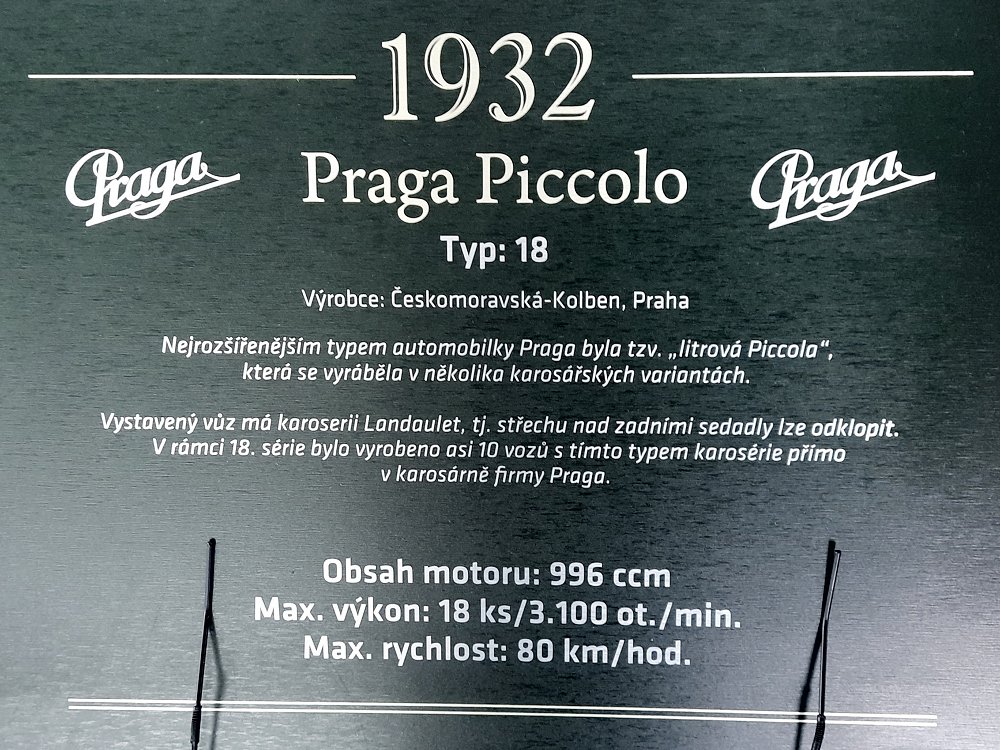 1932
Praga Praga Piccolo Praga
Typ: 18
Výrobce: Českomoravská-Kolben, Praha
Nejrozšířenějším typem automobilky Praga byla tzv. „litrová Piccola“,
která se vyráběla v několika karosářských variantách.
Vystavený vůz má karoserii Landaulet, tj. střechu nad zadními sedadly lze odklopit.
V rámci 18. série bylo vyrobeno asi 10 vozů s tímto typem karosérie přímo
v karosárně firmy Praga.
Obsah motoru: 996 ccm
Max. výkon: 18 ks/3.100 ot./min.
Max. rychlost: 80 km/hod.